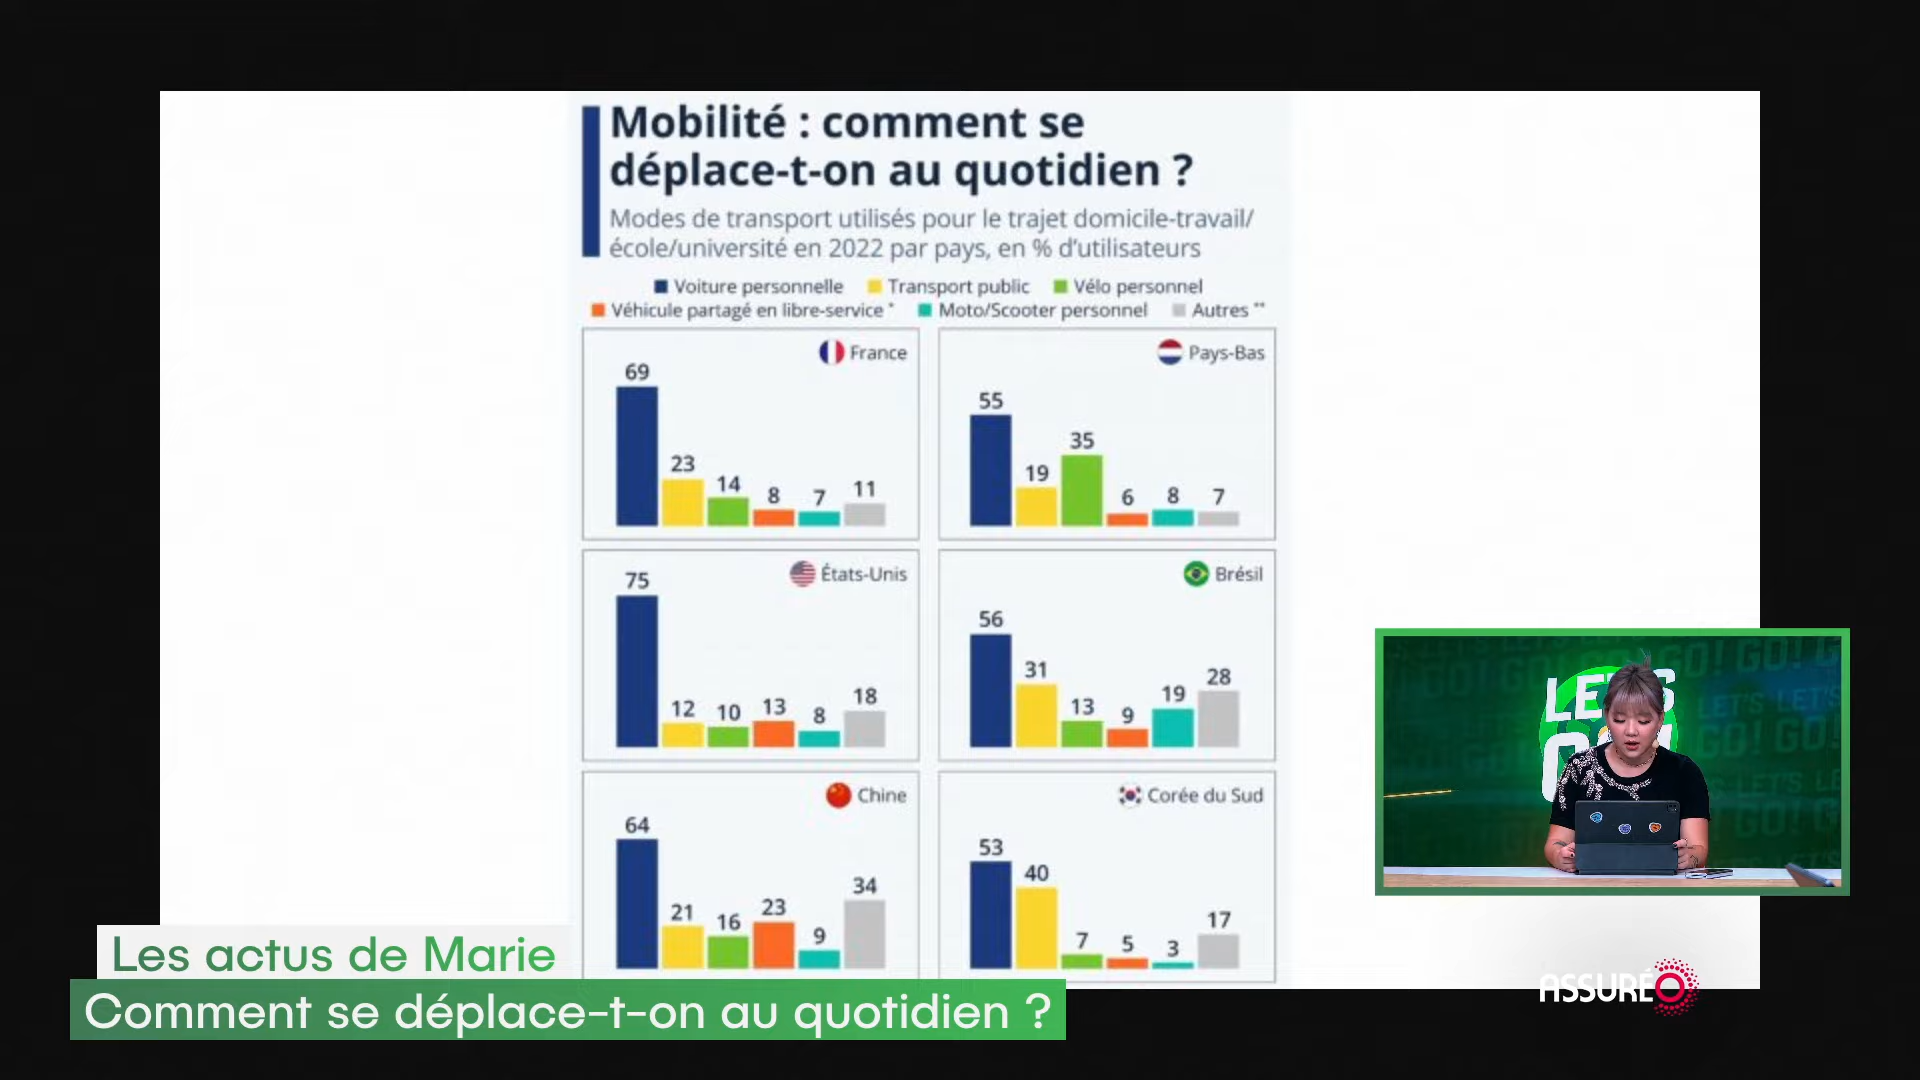 Mobilité : comment se
déplace-t-on au quotidien ?
Modes de transport utilisés pour le trajet domicile-travail/
école/université en 2022 par pays, en % d'utilisateurs
Voiture personnelle Transport public Vélo personnel
Véhicule partagé en libre-service * Moto/Scooter personnel Autres **
France
69 23 14 8 7 11
Pays-Bas
55 19 35 6 8 7
États-Unis
75 12 10 13 8 18
Brésil
56 31 13 9 19 28
Chine
64 21 16 23 9 34
Corée du Sud
53 40 7 5 3 17
Les actus de Marie
Comment se déplace-t-on au quotidien ?
ASSURÉO